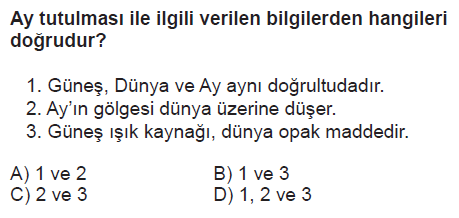 Ay tutulması ile ilgili verilen bilgilerden hangileri
doğrudur?
1. Güneş, Dünya ve Ay aynı doğrultudadır.
2. Ay'ın gölgesi dünya üzerine düşer.
3. Güneş ışık kaynağı, dünya opak maddedir.
A) 1 ve 2 B) 1 ve 3
C) 2 ve 3 D) 1, 2 ve 3